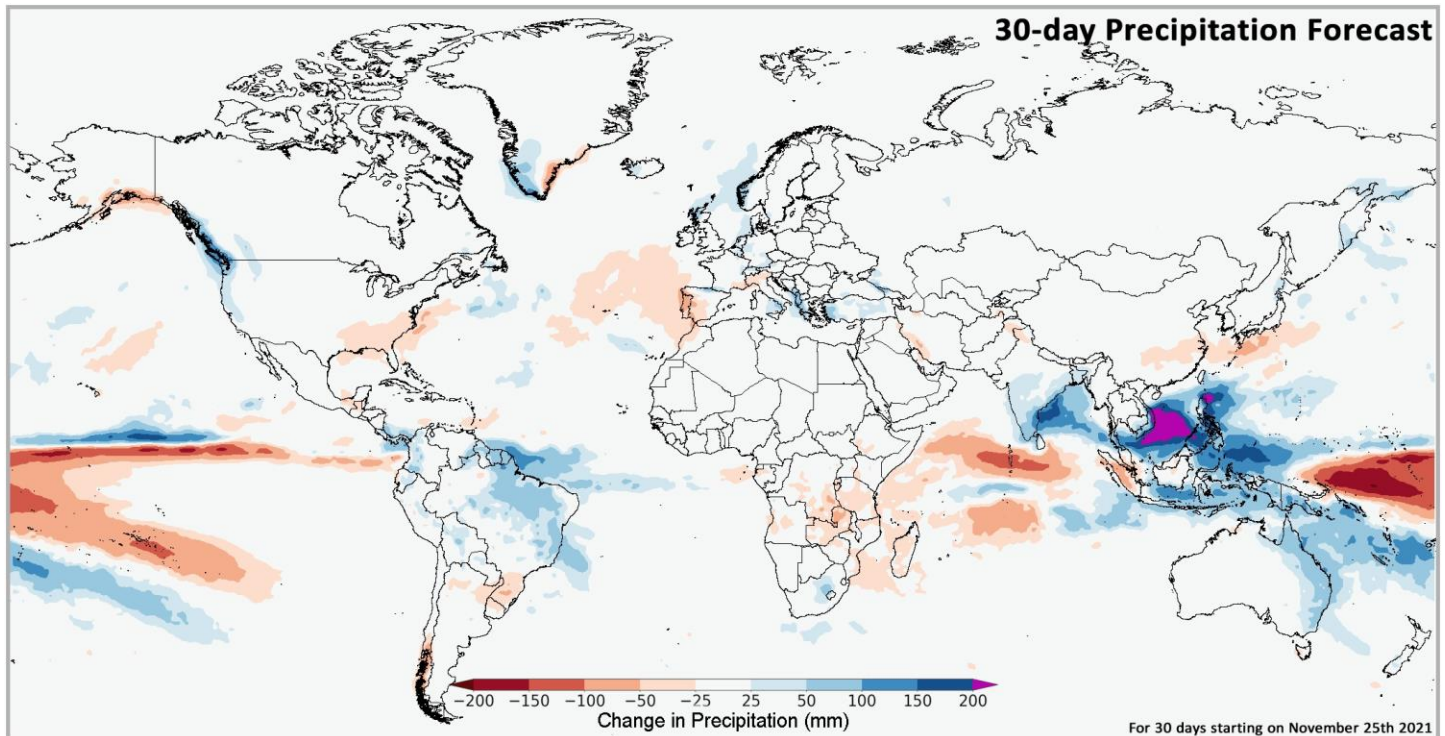 30-day Precipitation Forecast
−200 −150 −100 −50 −25 25 50 100 150 200
Change in Precipitation (mm)
For 30 days starting on November 25th 2021